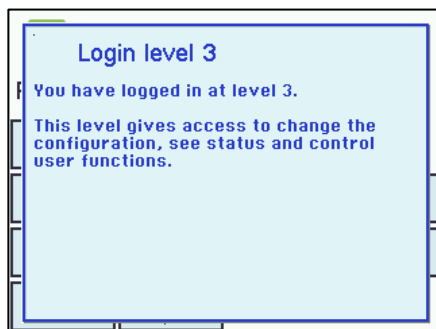 Login level 3
You have logged in at level 3.
This level gives access to change the
configuration, see status and control
user functions.